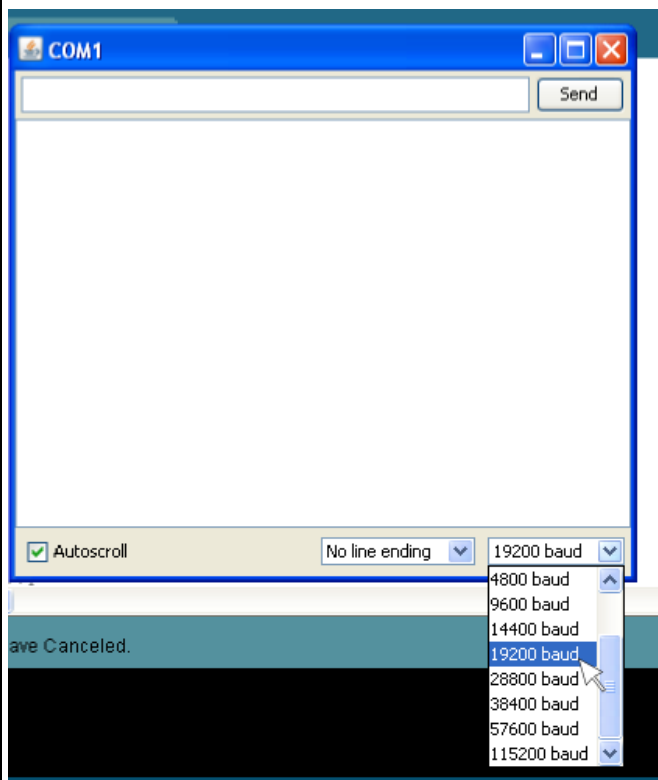 COM1
Send
Autoscroll
No line ending
19200 baud
4800 baud
9600 baud
14400 baud
19200 baud
28800 baud
38400 baud
57600 baud
115200 baud
ave Canceled.